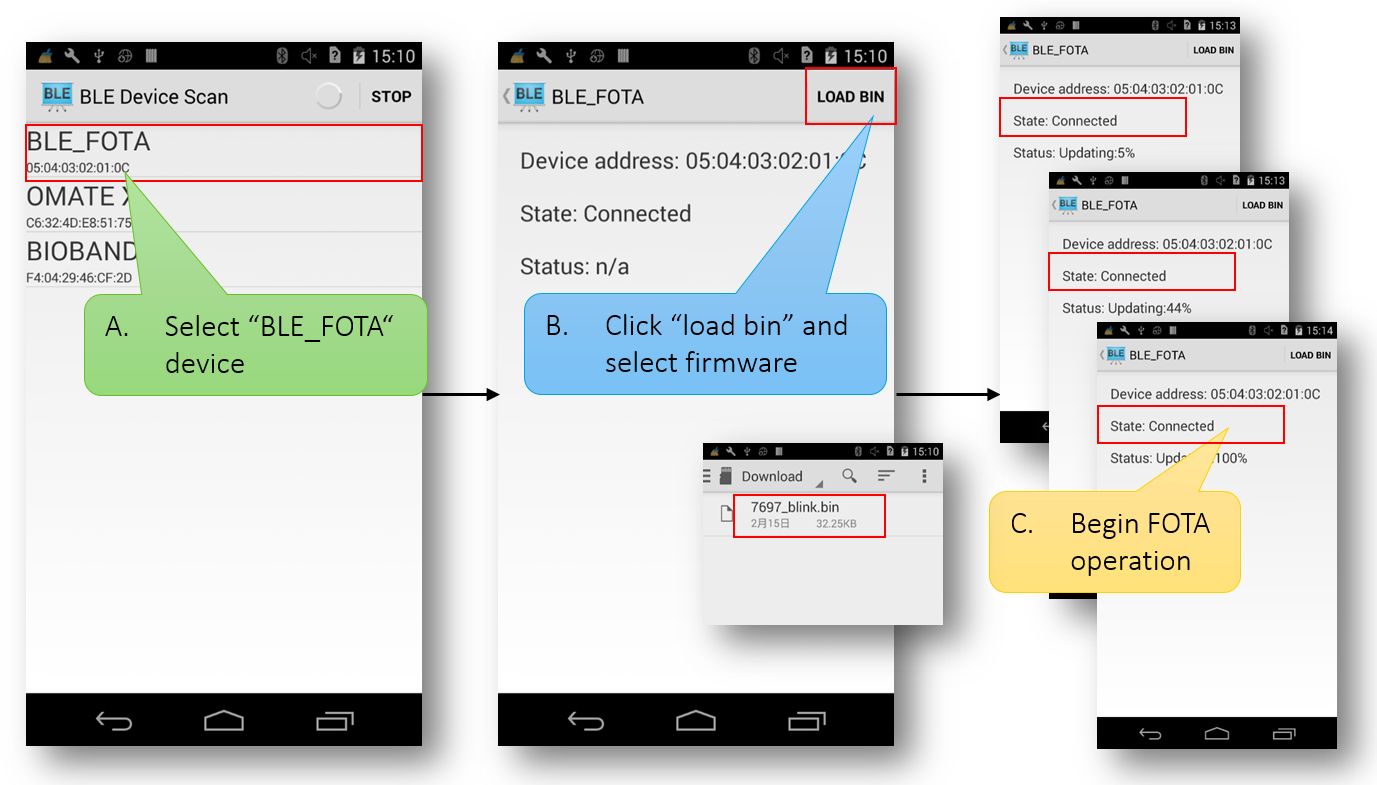 15:10
BLE BLE Device Scan STOP
BLE_FOTA
05:04:03:02:01:0C
OMATE X
C6:32:4D:E8:51:75
BIOBAND
F4:04:29:46:CF:2D
A. Select “BLE_FOTA“
device
15:10
BLE BLE_FOTA LOAD BIN
Device address: 05:04:03:02:01:0C
State: Connected
Status: n/a
B. Click “load bin” and
select firmware
15:10
Download
7697_blink.bin
2月15日 32.25KB
15:13
BLE BLE_FOTA LOAD BIN
Device address: 05:04:03:02:01:0C
State: Connected
Status: Updating:5%
15:13
BLE BLE_FOTA LOAD BIN
Device address: 05:04:03:02:01:0C
State: Connected
Status: Updating:44%
15:14
BLE BLE_FOTA LOAD BIN
Device address: 05:04:03:02:01:0C
State: Connected
Status: :100%
C. Begin FOTA
operation